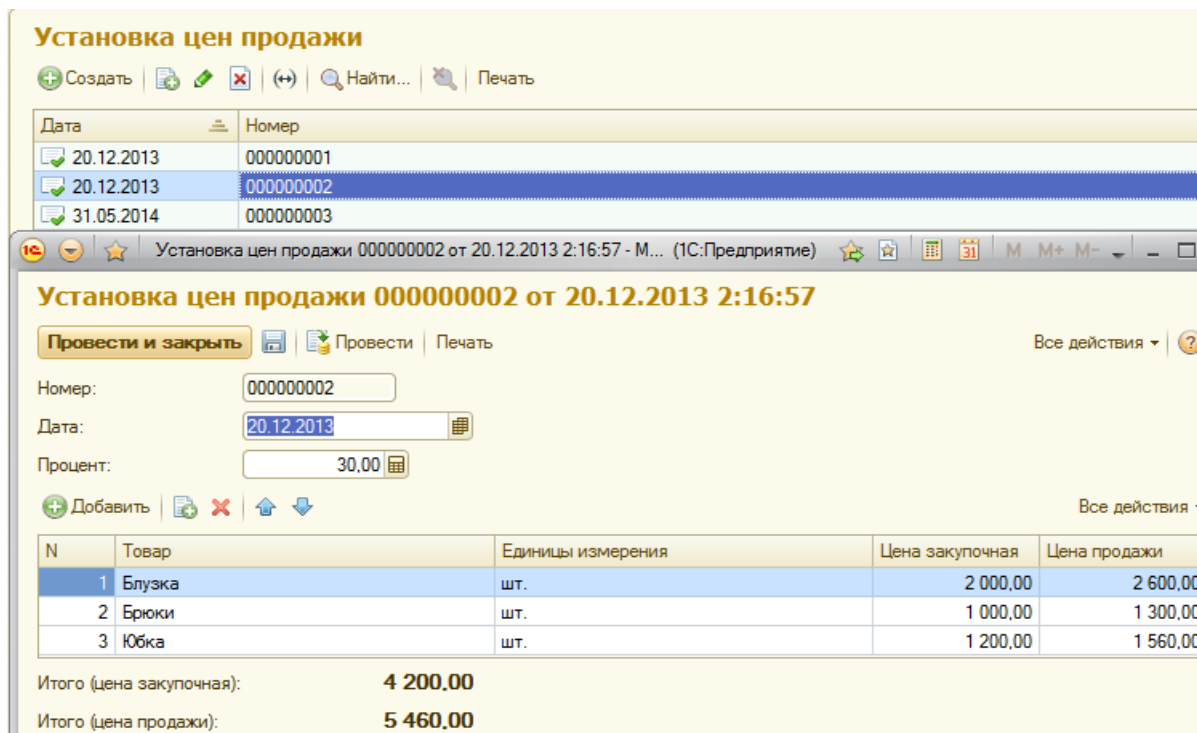 Установка цен продажи
Создать Найти... Печать
Дата Номер
20.12.2013 000000001
20.12.2013 000000002
31.05.2014 000000003
1С Установка цен продажи 000000002 от 20.12.2013 2:16:57 - М... (1С:Предприятие) 31 M M+ M-
Установка цен продажи 000000002 от 20.12.2013 2:16:57
Провести и закрыть Провести Печать Все действия ?
Номер: 000000002
Дата: 20.12.2013
Процент: 30,00
Добавить Все действия
N Товар Единицы измерения Цена закупочная Цена продажи
1 Блузка шт. 2 000,00 2 600,00
2 Брюки шт. 1 000,00 1 300,00
3 Юбка шт. 1 200,00 1 560,00
Итого (цена закупочная): 4 200,00
Итого (цена продажи): 5 460,00